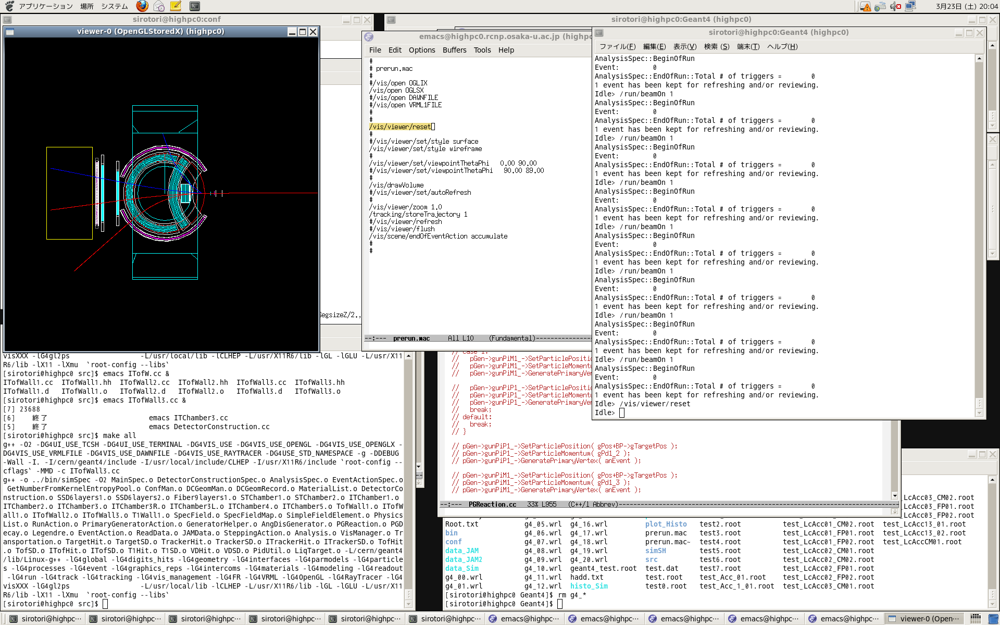 アプリケーション 場所 システム
3月23日 (土) 20:04
sirotori@highpc0:conf
sirotori@highpc0:Geant4 (highpc0)
viewer-0 (OpenGLStoredX) (highpc0)
SegsizeZ/2.,
emacs@highpc0.rcnp.osaka-u.ac.jp (highpc
File Edit Options Buffers Tools Help
#
# prerun.mac
#
#/vis/open OGLIX
/vis/open OGLSX
#/vis/open DAWNFILE
#/vis/open VRML1FILE
#
#
/vis/viewer/reset
#
#/vis/viewer/set/style surface
/vis/viewer/set/style wireframe
#
/vis/viewer/set/viewpointThetaPhi 0.00 90.00
#/vis/viewer/set/viewpointThetaPhi 90.00 89.00
#
/vis/drawVolume
#/vis/viewer/set/autoRefresh
#
/vis/viewer/zoom 1.0
/tracking/storeTrajectory 1
#/vis/viewer/refresh
#/vis/viewer/flush
/vis/scene/endOfEventAction accumulate
#
#
--:--- prerun.mac All L10 (Fundamental)
sirotori@highpc0:Geant4 (highpc0)
ファイル(F) 編集(E) 表示(V) 検索 (S) 端末(T) ヘルプ(H)
AnalysisSpec::BeginOfRun
Event: 0
AnalysisSpec::EndOfRun::Total # of triggers = 0
1 event has been kept for refreshing and/or reviewing.
Idle> /run/beamOn 1
AnalysisSpec::BeginOfRun
Event: 0
AnalysisSpec::EndOfRun::Total # of triggers = 0
1 event has been kept for refreshing and/or reviewing.
Idle> /run/beamOn 1
AnalysisSpec::BeginOfRun
Event: 0
AnalysisSpec::EndOfRun::Total # of triggers = 0
1 event has been kept for refreshing and/or reviewing.
Idle> /run/beamOn 1
AnalysisSpec::BeginOfRun
Event: 0
AnalysisSpec::EndOfRun::Total # of triggers = 0
1 event has been kept for refreshing and/or reviewing.
Idle> /run/beamOn 1
AnalysisSpec::BeginOfRun
Event: 0
AnalysisSpec::EndOfRun::Total # of triggers = 0
1 event has been kept for refreshing and/or reviewing.
Idle> /run/beamOn 1
AnalysisSpec::BeginOfRun
Event: 0
AnalysisSpec::EndOfRun::Total # of triggers = 0
1 event has been kept for refreshing and/or reviewing.
Idle> /run/beamOn 1
AnalysisSpec::BeginOfRun
Event: 0
AnalysisSpec::EndOfRun::Total # of triggers = 0
1 event has been kept for refreshing and/or reviewing.
Idle> /run/beamOn 1
AnalysisSpec::BeginOfRun
Event: 0
AnalysisSpec::EndOfRun::Total # of triggers = 0
1 event has been kept for refreshing and/or reviewing.
Idle> /vis/viewer/reset
Idle>
visXXX -lG4gl2ps -L/usr/local/lib -lCLHEP -L/usr/X11R6/lib -lGL -lGLU -L/usr/X11
R6/lib -lX11 -lXmu `root-config --libs`
[sirotori@highpc0 src]$ emacs ITofW.cc &
ITofWall1.cc ITofWall1.hh ITofWall2.cc ITofWall2.hh ITofWall3.cc ITofWall3.hh
ITofWall1.d ITofWall1.o ITofWall2.d ITofWall2.o ITofWall3.d ITofWall3.o
[sirotori@highpc0 src]$ emacs ITofWall3.cc &
[7] 23688
[6] 終了 emacs ITChamber3.cc
[5] 終了 emacs DetectorConstruction.cc
[sirotori@highpc0 src]$ make all
g++ -O2 -DG4UI_USE_TCSH -DG4UI_USE_TERMINAL -DG4VIS_USE -DG4VIS_USE_OPENGL -DG4VIS_USE_OPENGLX -
DG4VIS_USE_VRMLFILE -DG4VIS_USE_DAWNFILE -DG4VIS_USE_RAYTRACER -DG4USE_STD_NAMESPACE -g -DDEBUG
-Wall -I. -I/cern/geant4/include -I/usr/local/include/CLHEP -I/usr/X11R6/include `root-config --
cflags` -MMD -c ITofWall3.cc
g++ -o ../bin/simSpec -O2 MainSpec.o DetectorConstructionSpec.o AnalysisSpec.o EventActionSpec.o
GetNumberFromKernelEntropyPool.o ConfMan.o DCGeomMan.o DCGeomRecord.o MaterialList.o DetectorCo
nstruction.o SSD6layers1.o SSD6layers2.o Fiber9layers1.o STChamber1.o STChamber2.o ITChamber1.o
ITChamber2.o ITChamber3.o ITChamber3R.o ITChamber3L.o ITChamber4.o ITChamber5.o TofWall1.o ITofW
all1.o ITofWall2.o ITofWall3.o T1Wall1.o SpecField.o SpecFieldMap.o SimpleFieldElement.o Physics
List.o RunAction.o PrimaryGeneratorAction.o GeneratorHelper.o AngDisGenerator.o PGReaction.o PGD
ecay.o Legendre.o EventAction.o ReadData.o JAMData.o SteppingAction.o Analysis.o VisManager.o Tr
ansportation.o TargetHit.o TargetSD.o TrackerHit.o TrackerSD.o ITrackerHit.o ITrackerSD.o TofHit
.o TofSD.o ITofHit.o ITofSD.o T1Hit.o T1SD.o VDHit.o VDSD.o PidUtil.o LiqTarget.o -L/cern/geant4
/lib/Linux-g++ -lG4global -lG4digits_hits -lG4geometry -lG4interfaces -lG4parmodels -lG4particle
s -lG4processes -lG4event -lG4graphics_reps -lG4intercoms -lG4materials -lG4modeling -lG4readout
-lG4run -lG4track -lG4tracking -lG4vis_management -lG4FR -lG4VRML -lG4OpenGL -lG4RayTracer -lG4
visXXX -lG4gl2ps -L/usr/local/lib -lCLHEP -L/usr/X11R6/lib -lGL -lGLU -L/usr/X11
R6/lib -lX11 -lXmu `root-config --libs`
[sirotori@highpc0 src]$
// case 1:
// pGen->gunPiM1_->SetParticlePositio
// pGen->gunPiM1_->SetParticleMomentu
// pGen->gunPiM1_->GeneratePrimaryVer
// pGen->gunPiP1_->SetParticlePositio
// pGen->gunPiP1_->SetParticleMomentu
// pGen->gunPiP1_->GeneratePrimaryVer
// break;
// default:
// break;
// }
// pGen->gunPiP1_->SetParticlePosition( gPos+BP->gTargetPos );
// pGen->gunPiP1_->SetParticleMomentum( gPd1_2 );
// pGen->gunPiP1_->GeneratePrimaryVertex( anEvent );
// pGen->gunPiM1_->SetParticlePosition( gPos+BP->gTargetPos );
// pGen->gunPiM1_->SetParticleMomentum( gPd1_3 );
// pGen->gunPiM1_->GeneratePrimaryVertex( anEvent );
--:--- PGReaction.cc 33% L955 (C++/l Abbrev)
_LcAcc03_CM02.root
_LcAcc03_FP01.root
_LcAcc03_FP02.root
Root.txt g4_05.wrl g4_16.wrl plot_Histo test2.root test_LcAcc01_CM02.root test_LcAcc13_01.root
bin g4_06.wrl g4_17.wrl prerun.mac test3.root test_LcAcc01_FP01.root test_LcAcc13_02.root
conf g4_07.wrl g4_18.wrl prerun.mac~ test4.root test_LcAcc01_FP02.root test_LcAccCM01.root
data_JAM g4_08.wrl g4_19.wrl simSH test5.root test_LcAcc02_CM01.root
data_JAM2 g4_09.wrl g4_20.wrl src test6.root test_LcAcc02_CM02.root
data_Sim g4_10.wrl geant4_test.root test.dat test7.root test_LcAcc02_FP01.root
g4_00.wrl g4_11.wrl hadd.txt test.root test_Acc_01.root test_LcAcc02_FP02.root
g4_01.wrl g4_12.wrl histo_Sim test0.root test_Acc_1_01.root test_LcAcc03_CM01.root
[sirotori@highpc0 Geant4]$ rm g4_*
[sirotori@highpc0 Geant4]$
sirotori@highpc… sirotori@highpc… sirotori@highpc… sirotori@highpc… sirotori@highpc… sirotori@highpc… emacs@highpc… emacs@highpc… emacs@highpc… emacs@highpc… emacs@highpc… viewer-0 (Open…